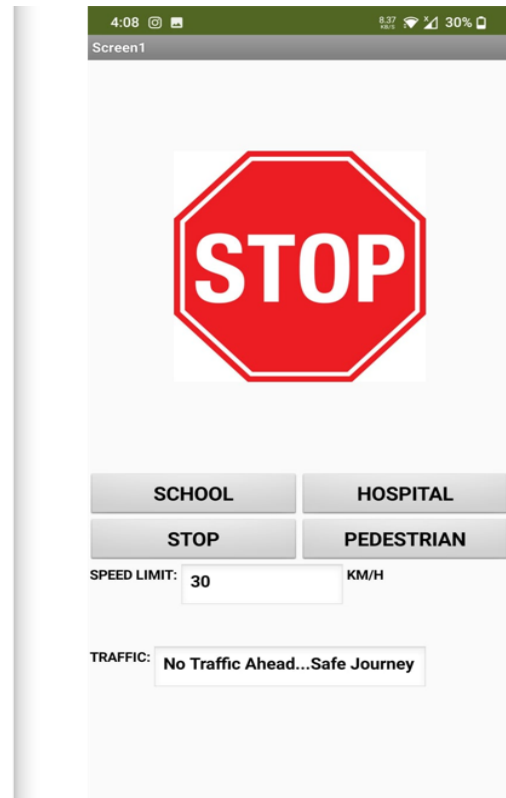 4:08 8.37 KB/S 30%
Screen1
STOP
SCHOOL HOSPITAL
STOP PEDESTRIAN
SPEED LIMIT: 30 KM/H
TRAFFIC: No Traffic Ahead...Safe Journey